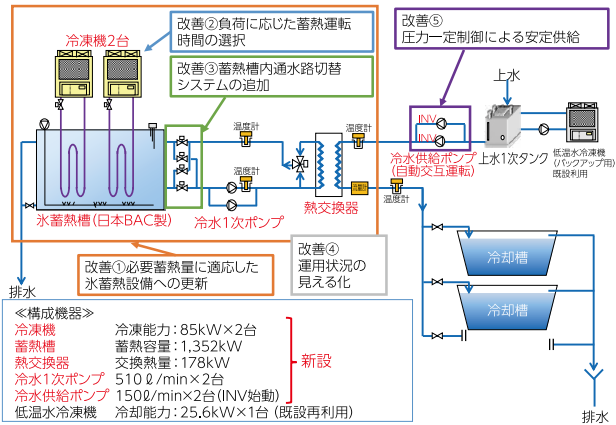 改善②負荷に応じた蓄熱運転
時間の選択
改善⑤
圧力一定制御による安定供給
冷凍機2台
改善③蓄熱槽内通水路切替
システムの追加
上水
INV
INV
温度計
温度計
冷水供給ポンプ
(自動交互運転)
上水1次タンク
低温水冷凍機
(バックアップ用)
既設利用
温度計
流量計
温度計
氷蓄熱槽(日本BAC製)
冷水1次ポンプ
熱交換器
改善④
運用状況の
見える化
改善①必要蓄熱量に適応した
氷蓄熱設備への更新
排水
冷却槽
冷却槽
排水
≪構成機器≫
冷凍機 冷凍能力:85kW×2台
蓄熱槽 蓄熱容量:1,352kW
熱交換器 交換熱量:178kW
冷水1次ポンプ 510ℓ/min×2台
冷水供給ポンプ 150ℓ/min×2台(INV始動)
低温水冷凍機 冷却能力:25.6kW×1台(既設再利用)
新設